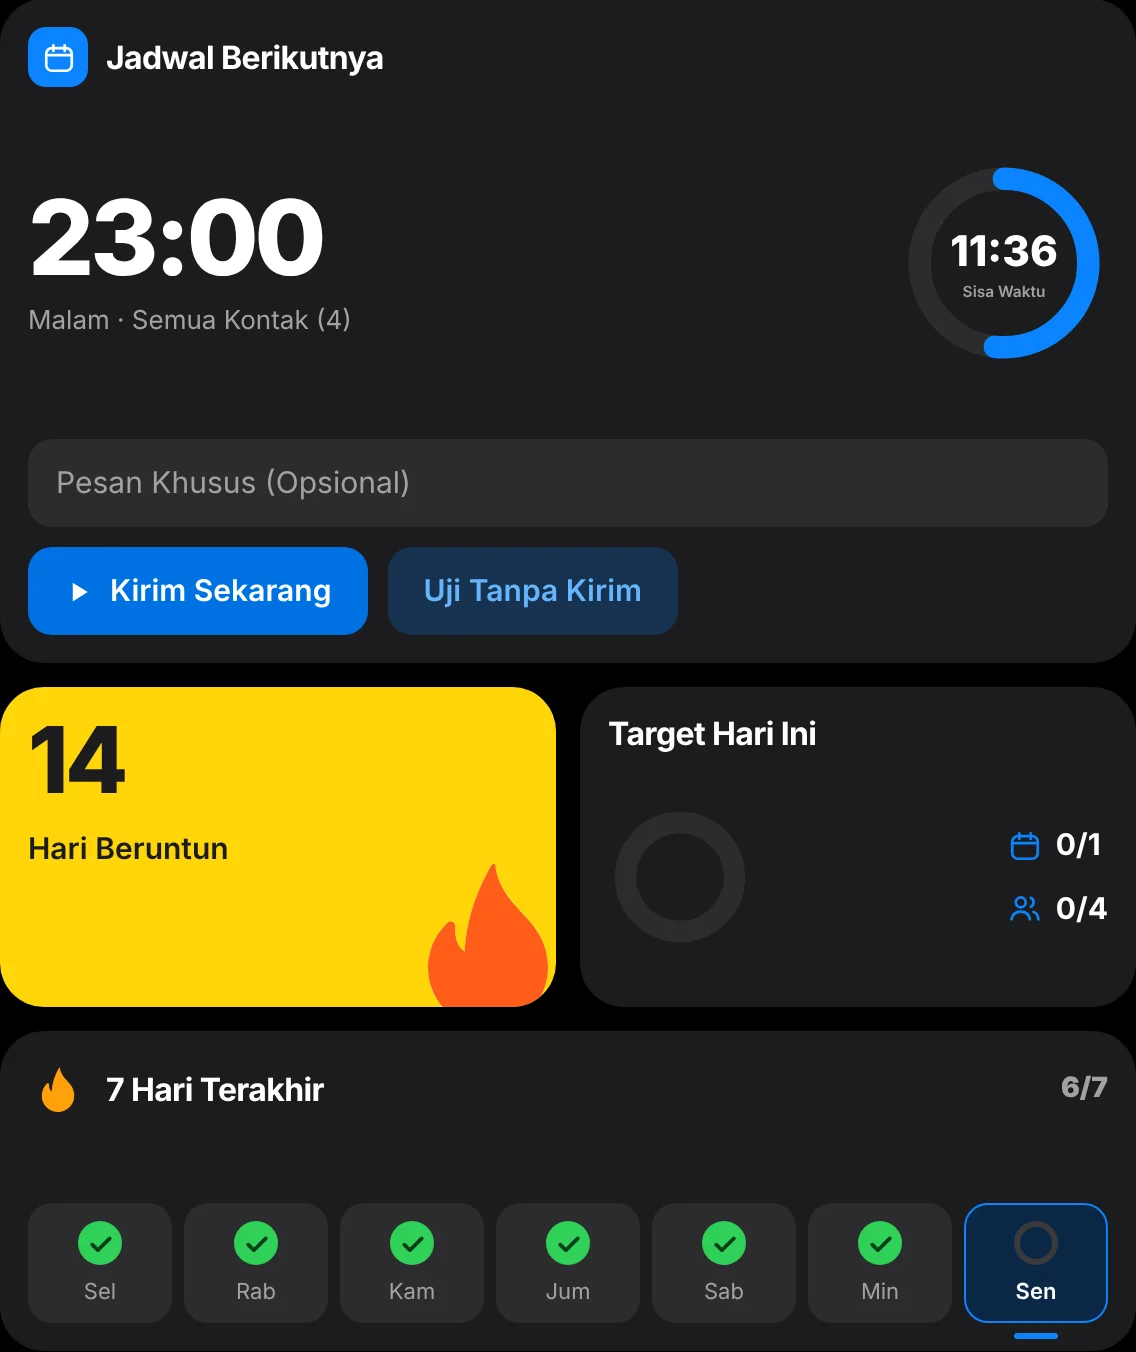 Jadwal Berikutnya
23:00
Malam · Semua Kontak (4)
11:36
Sisa Waktu
Pesan Khusus (Opsional)
Kirim Sekarang
Uji Tanpa Kirim
14
Hari Beruntun
Target Hari Ini
0/1
0/4
7 Hari Terakhir
6/7
Sel
Rab
Kam
Jum
Sab
Min
Sen